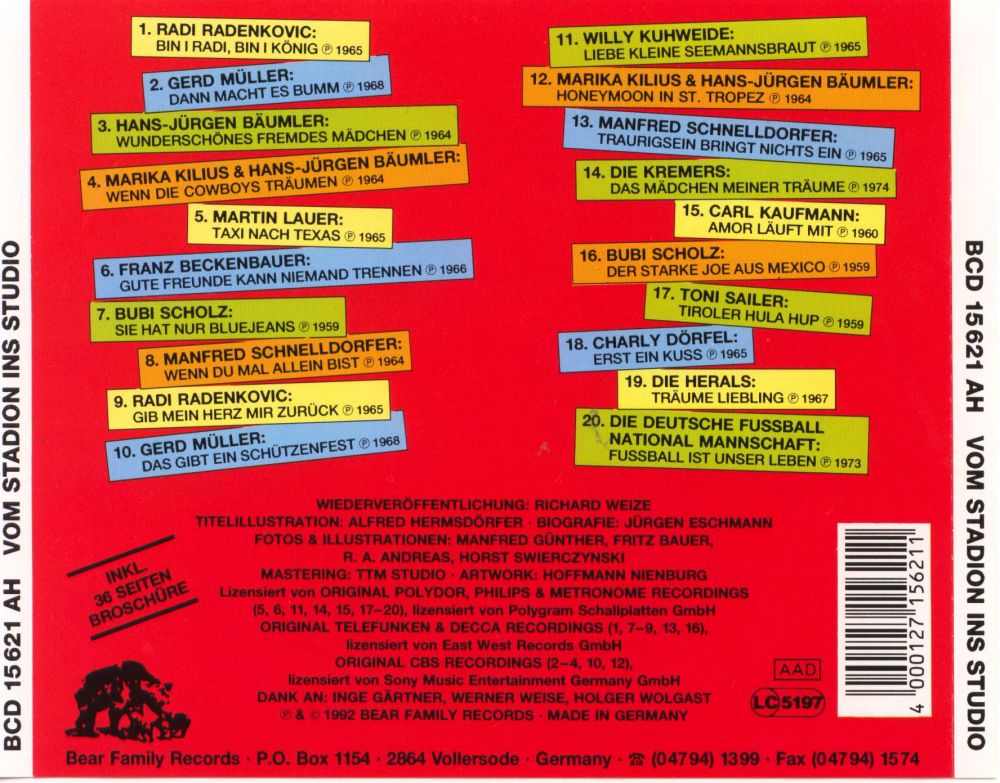 1. RADI RADENKOVIC:
BIN I RADI, BIN I KÖNIG ℗ 1965
2. GERD MÜLLER:
DANN MACHT ES BUMM ℗ 1968
3. HANS-JÜRGEN BÄUMLER:
WUNDERSCHÖNES FREMDES MÄDCHEN ℗ 1964
4. MARIKA KILIUS & HANS-JÜRGEN BÄUMLER:
WENN DIE COWBOYS TRÄUMEN ℗ 1964
5. MARTIN LAUER:
TAXI NACH TEXAS ℗ 1965
6. FRANZ BECKENBAUER:
GUTE FREUNDE KANN NIEMAND TRENNEN ℗ 1966
7. BUBI SCHOLZ:
SIE HAT NUR BLUEJEANS ℗ 1959
8. MANFRED SCHNELLDORFER:
WENN DU MAL ALLEIN BIST ℗ 1964
9. RADI RADENKOVIC:
GIB MEIN HERZ MIR ZURÜCK ℗ 1965
10. GERD MÜLLER:
DAS GIBT EIN SCHÜTZENFEST ℗ 1968
11. WILLY KUHWEIDE:
LIEBE KLEINE SEEMANNSBRAUT ℗ 1965
12. MARIKA KILIUS & HANS-JÜRGEN BÄUMLER:
HONEYMOON IN ST. TROPEZ ℗ 1964
13. MANFRED SCHNELLDORFER:
TRAURIGSEIN BRINGT NICHTS EIN ℗ 1965
14. DIE KREMERS:
DAS MÄDCHEN MEINER TRÄUME ℗ 1974
15. CARL KAUFMANN:
AMOR LÄUFT MIT ℗ 1960
16. BUBI SCHOLZ:
DER STARKE JOE AUS MEXICO ℗ 1959
17. TONI SAILER:
TIROLER HULA HUP ℗ 1959
18. CHARLY DÖRFEL:
ERST EIN KUSS ℗ 1965
19. DIE HERALS:
TRÄUME LIEBLING ℗ 1967
20. DIE DEUTSCHE FUSSBALL
NATIONAL MANNSCHAFT:
FUSSBALL IST UNSER LEBEN ℗ 1973
WIEDERVERÖFFENTLICHUNG: RICHARD WEIZE
TITELILLUSTRATION: ALFRED HERMSDÖRFER · BIOGRAFIE: JÜRGEN ESCHMANN
FOTOS & ILLUSTRATIONEN: MANFRED GÜNTHER, FRITZ BAUER,
R. A. ANDREAS, HORST SWIERCZYNSKI
MASTERING: TTM STUDIO · ARTWORK: HOFFMANN NIENBURG
Lizensiert von ORIGINAL POLYDOR, PHILIPS & METRONOME RECORDINGS
(5, 6, 11, 14, 15, 17–20), lizensiert von Polygram Schallplatten GmbH
ORIGINAL TELEFUNKEN & DECCA RECORDINGS (1, 7–9, 13, 16),
lizensiert von East West Records GmbH
ORIGINAL CBS RECORDINGS (2–4, 10, 12),
lizensiert von Sony Music Entertainment Germany GmbH
DANK AN: INGE GÄRTNER, WERNER WEISE, HOLGER WOLGAST
℗ & © 1992 BEAR FAMILY RECORDS · MADE IN GERMANY
INKL.
36 SEITEN
BROSCHÜRE
AAD
LC 5197
4 000127 156211
Bear Family Records · P.O. Box 1154 · 2864 Vollersode · Germany · ☎ (04794) 1399 · Fax (04794) 1574
BCD 15621 AH VOM STADION INS STUDIO
BCD 15621 AH VOM STADION INS STUDIO